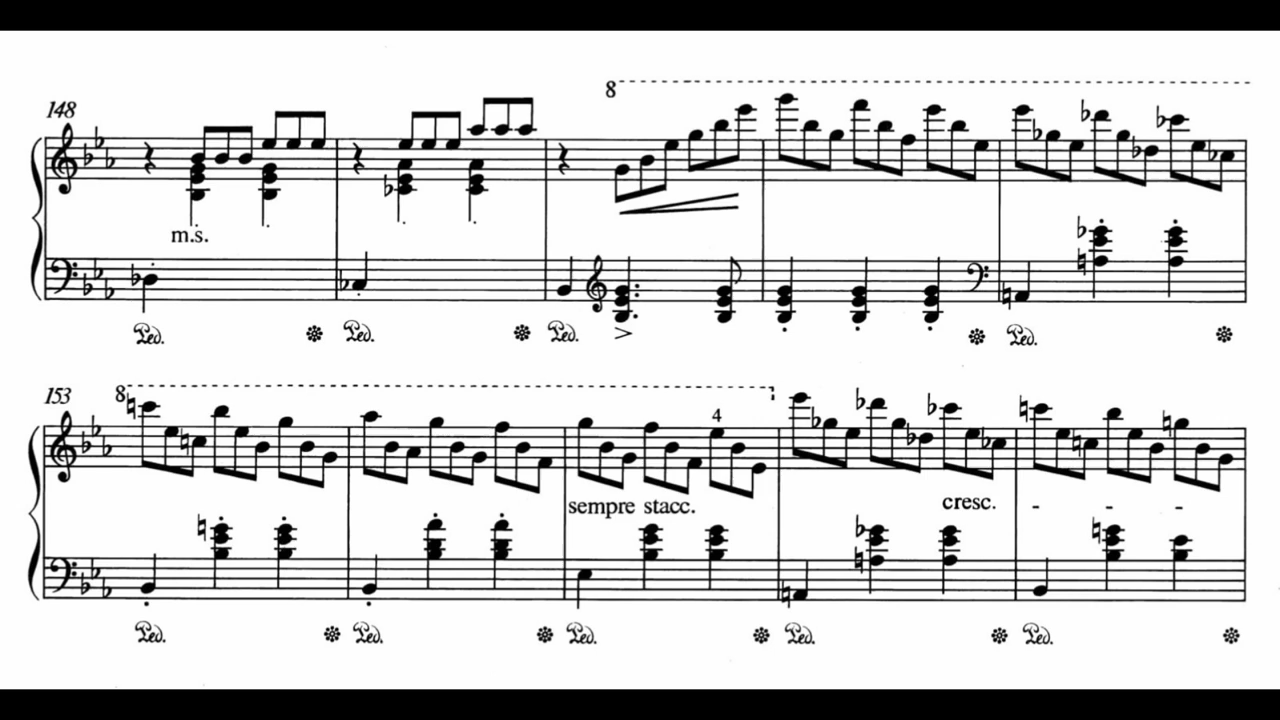 8
148
m.s.
Ped. Ped. Ped. Ped.
153 8
4
sempre stacc. cresc. - - -
Ped. Ped. Ped. Ped. Ped.